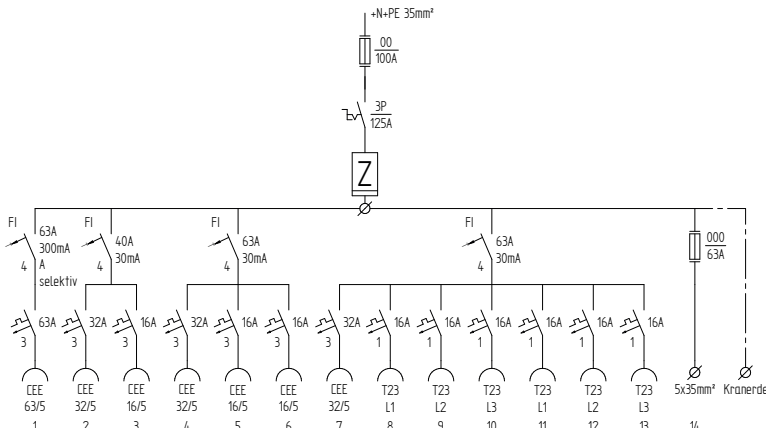 +N+PE 35mm²
00
100A
3P
125A
Z
FI
63A
300mA
A
selektiv
4
FI
40A
30mA
4
FI
63A
30mA
4
FI
63A
30mA
4
000
63A
63A
3
32A
3
16A
3
32A
3
16A
3
16A
3
32A
3
16A
1
16A
1
16A
1
16A
1
16A
1
16A
1
CEE CEE CEE CEE CEE CEE CEE T23 T23 T23 T23 T23 T23 5x35mm² Kranerde
63/5 32/5 16/5 32/5 16/5 16/5 32/5 L1 L2 L3 L1 L2 L3
1 2 3 4 5 6 7 8 9 10 11 12 13 14